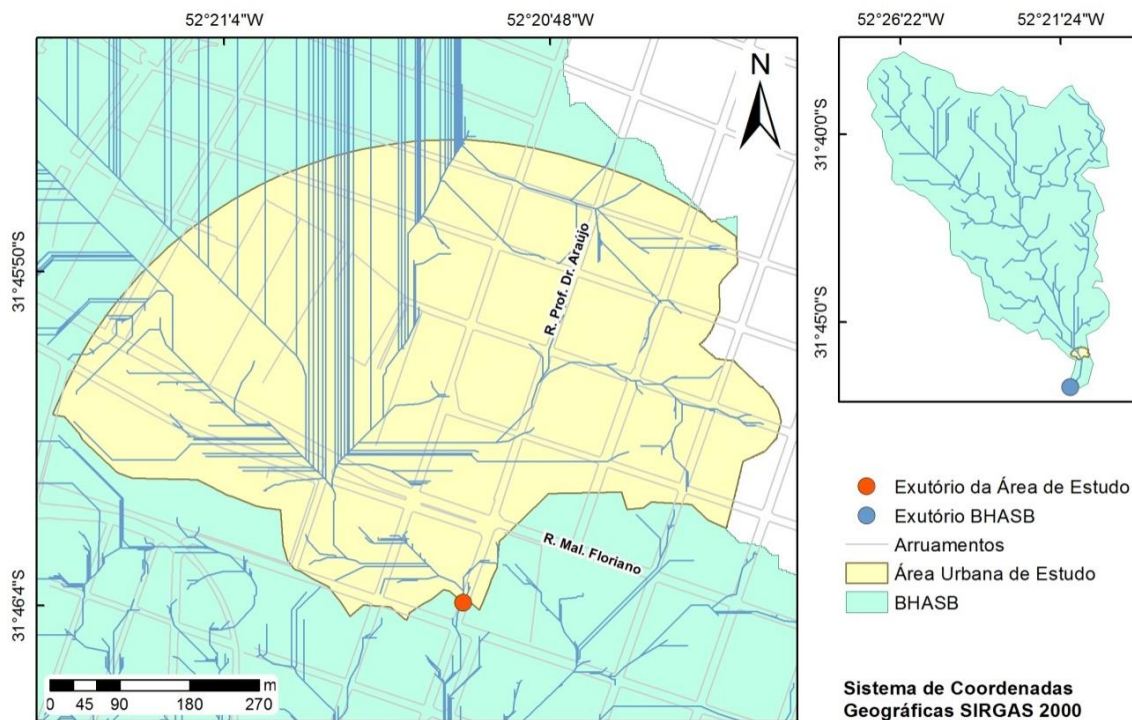 52°21'4"W
52°20'48"W
52°26'22"W
52°21'24"W
N
31°45'50"S
31°46'4"S
31°40'0"S
31°45'0"S
R. Prof. Dr. Araújo
R. Mal. Floriano
0 45 90 180 270 m
Exutório da Área de Estudo
Exutório BHASB
Arruamentos
Área Urbana de Estudo
BHASB
Sistema de Coordenadas
Geográficas SIRGAS 2000